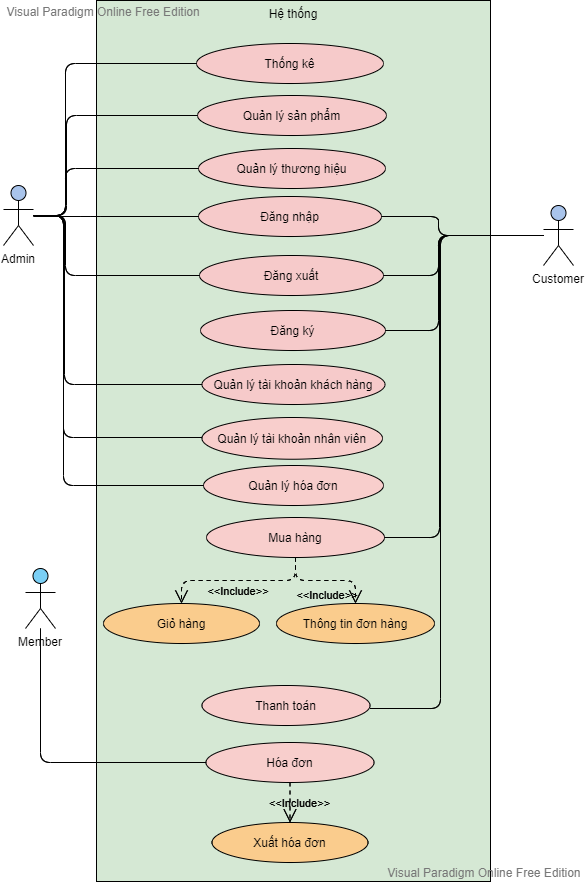 Visual Paradigm Online Free Edition
Hệ thống
Thống kê
Quản lý sản phẩm
Quản lý thương hiệu
Đăng nhập
Admin
Customer
Đăng xuất
Đăng ký
Quản lý tài khoản khách hàng
Quản lý tài khoản nhân viên
Quản lý hóa đơn
Mua hàng
<<Include>>
<<Include>>
Giỏ hàng
Thông tin đơn hàng
Member
Thanh toán
Hóa đơn
<<Include>>
Xuất hóa đơn
Visual Paradigm Online Free Edition